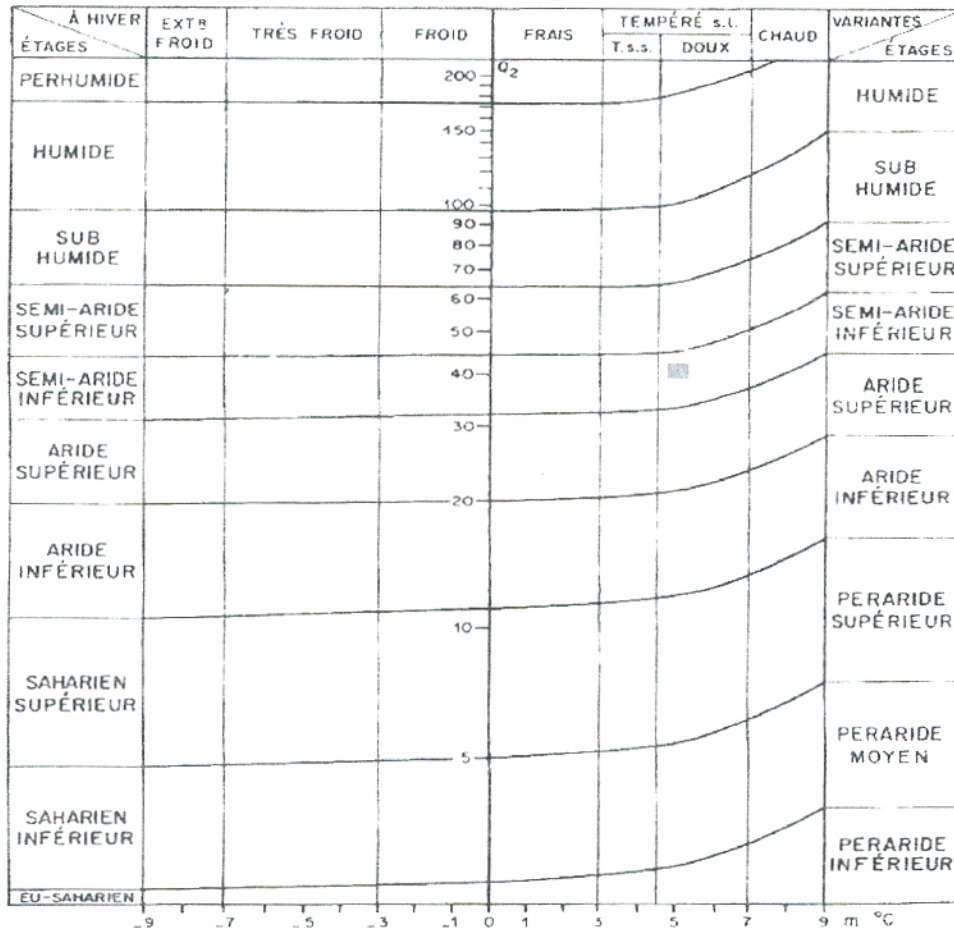 À HIVER
ÉTAGES
EXTR FROID
TRÈS FROID
FROID
FRAIS
TEMPÉRÉ s.l.
T.s.s.
DOUX
CHAUD
VARIANTES
ÉTAGES
PERHUMIDE
HUMIDE
SUB
HUMIDE
SEMI-ARIDE
SUPÉRIEUR
SEMI-ARIDE
INFÉRIEUR
ARIDE
SUPÉRIEUR
ARIDE
INFÉRIEUR
SAHARIEN
SUPÉRIEUR
SAHARIEN
INFÉRIEUR
EU-SAHARIEN
Q2
200
150
100
90
80
70
60
50
40
30
20
10
5
HUMIDE
SUB
HUMIDE
SEMI-ARIDE
SUPÉRIEUR
SEMI-ARIDE
INFÉRIEUR
ARIDE
SUPÉRIEUR
ARIDE
INFÉRIEUR
PERARIDE
SUPÉRIEUR
PERARIDE
MOYEN
PERARIDE
INFÉRIEUR
-9 -7 -5 -3 -1 0 1 3 5 7 9 m °C